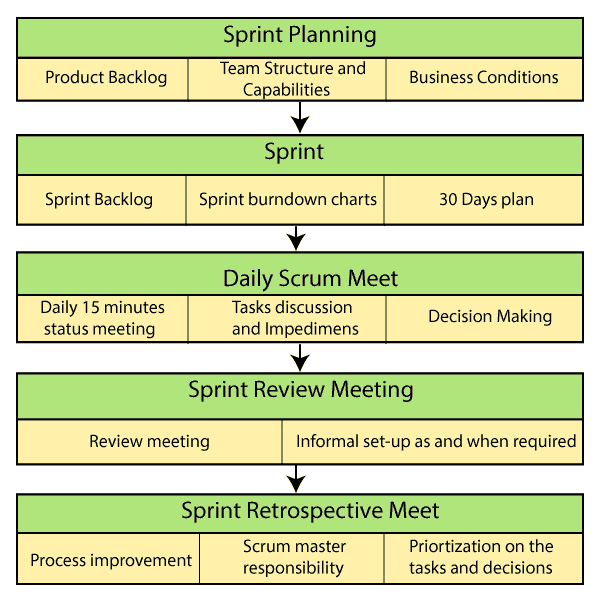 Sprint Planning
Product Backlog
Team Structure and
Capabilities
Business Conditions
Sprint
Sprint Backlog
Sprint burndown charts
30 Days plan
Daily Scrum Meet
Daily 15 minutes
status meeting
Tasks discussion
and Impedimens
Decision Making
Sprint Review Meeting
Review meeting
Informal set-up as and when required
Sprint Retrospective Meet
Process improvement
Scrum master
responsibility
Priortization on the
tasks and decisions